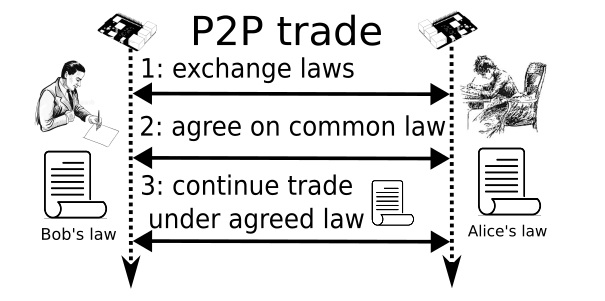 P2P trade
1: exchange laws
2: agree on common law
3: continue trade
under agreed law
Bob's law
Alice's law